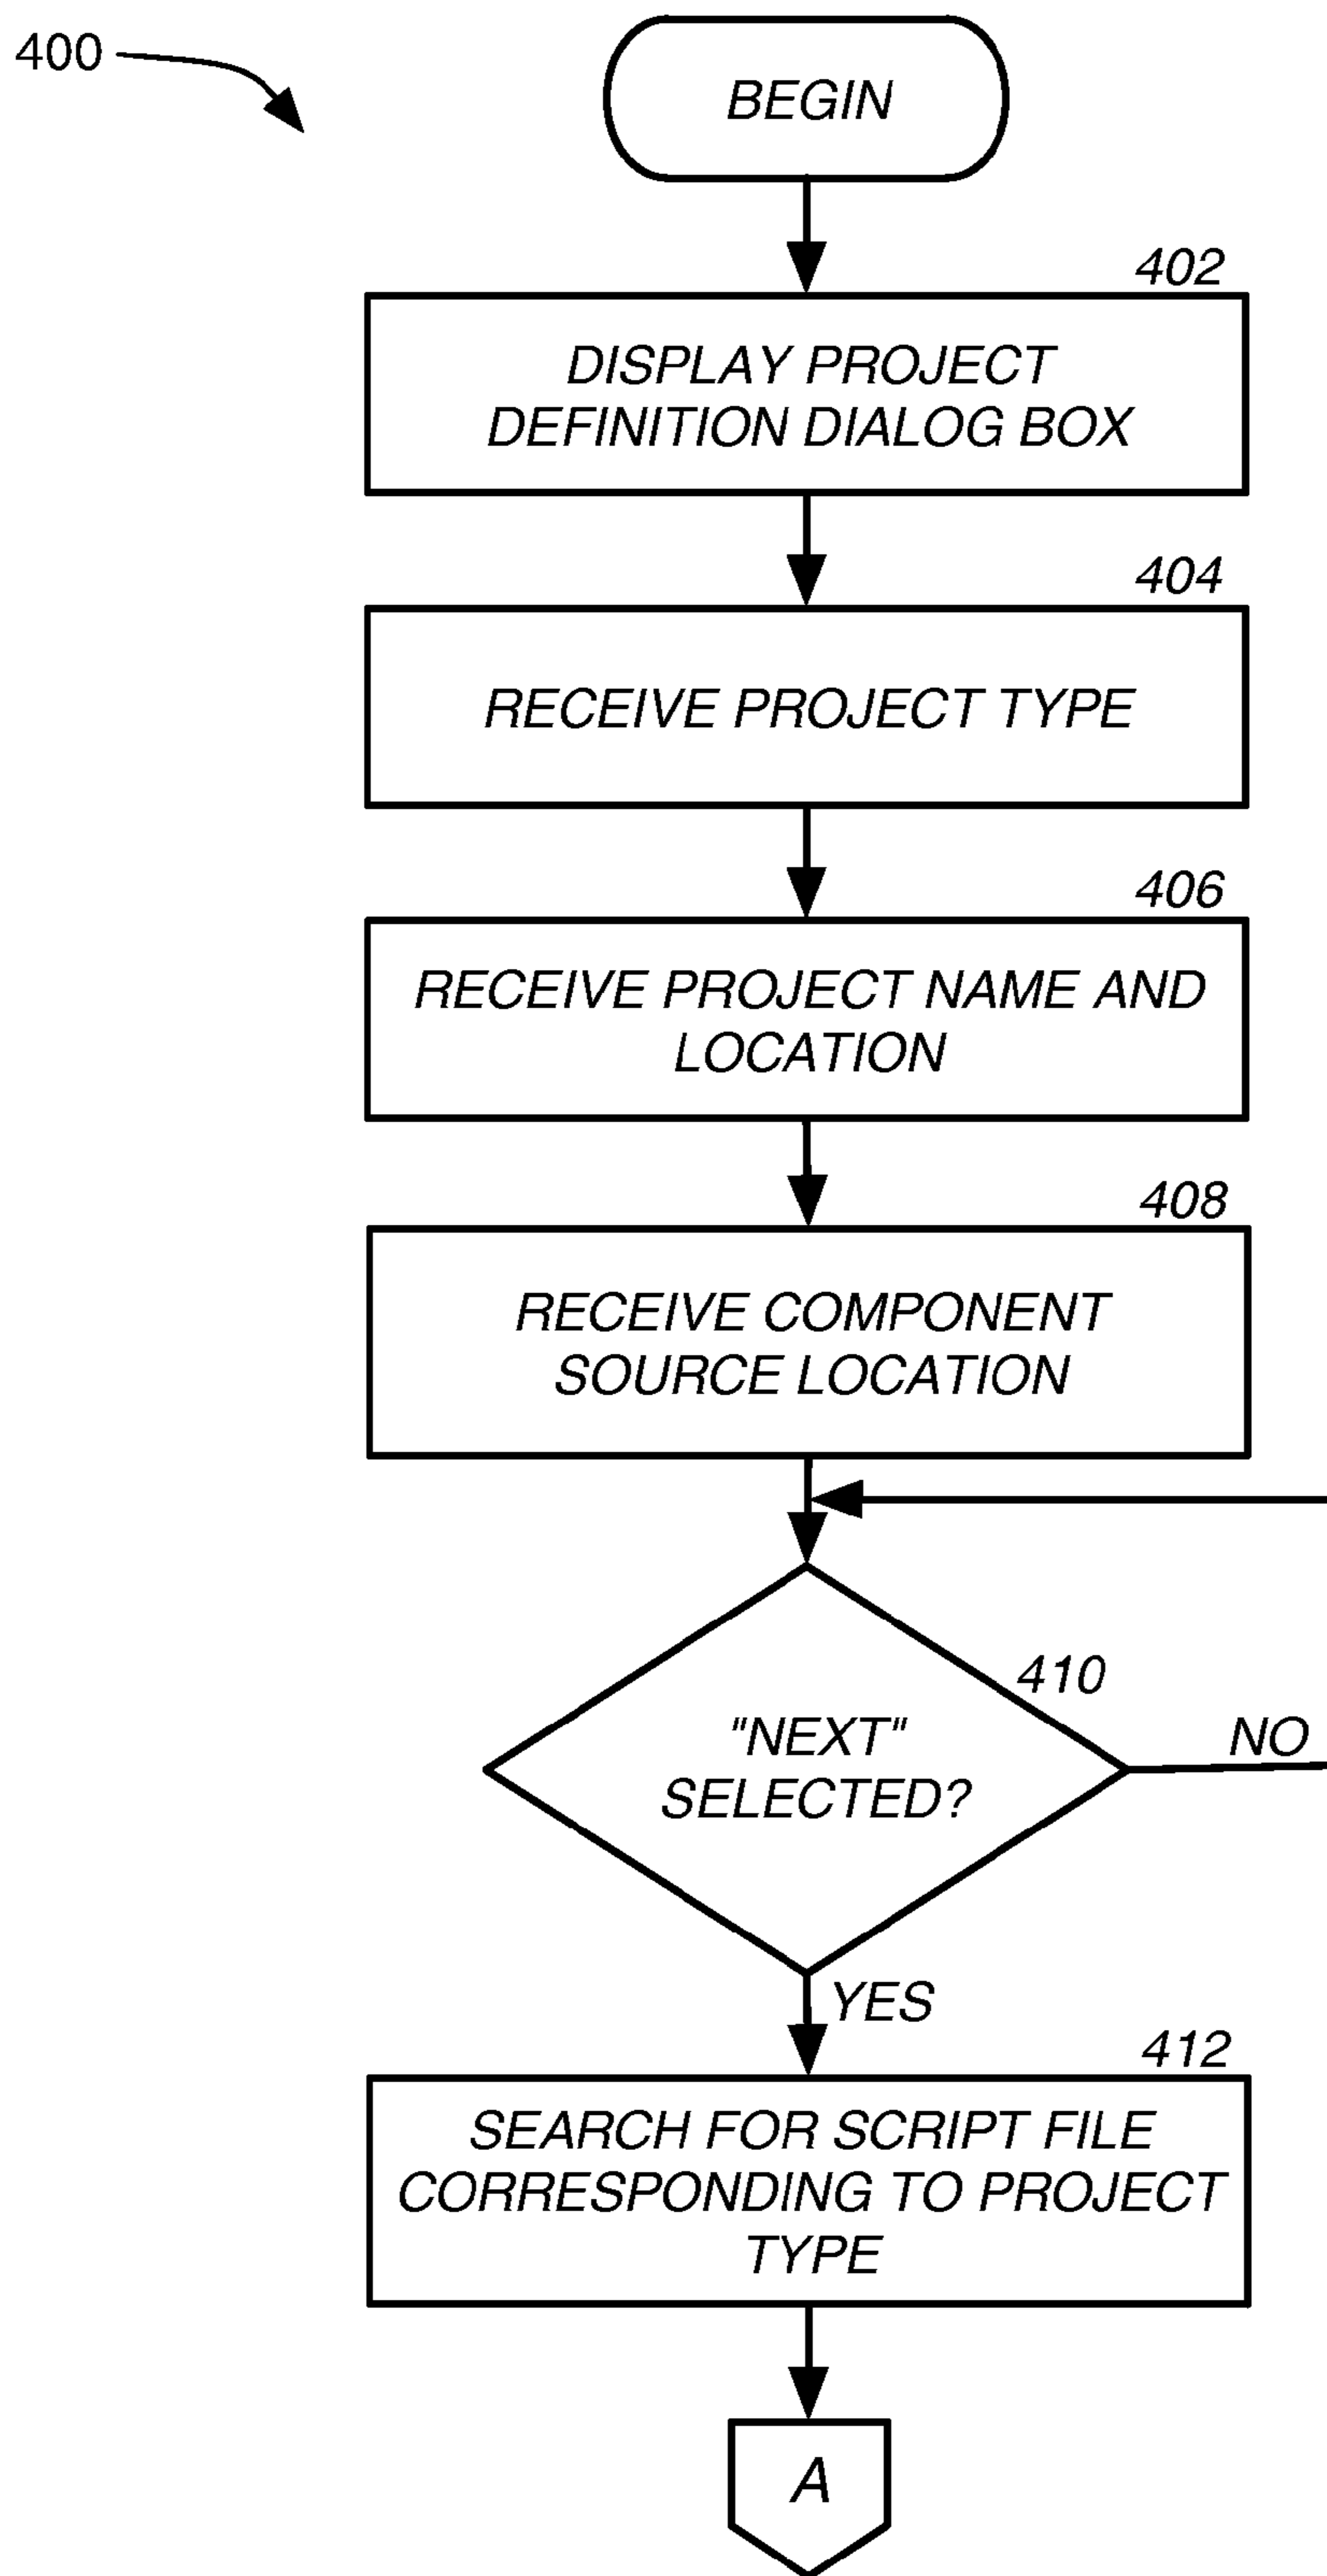 400
BEGIN
402
DISPLAY PROJECT
DEFINITION DIALOG BOX
404
RECEIVE PROJECT TYPE
406
RECEIVE PROJECT NAME AND
LOCATION
408
RECEIVE COMPONENT
SOURCE LOCATION
410
"NEXT"
SELECTED?
NO
YES
412
SEARCH FOR SCRIPT FILE
CORRESPONDING TO PROJECT
TYPE
A